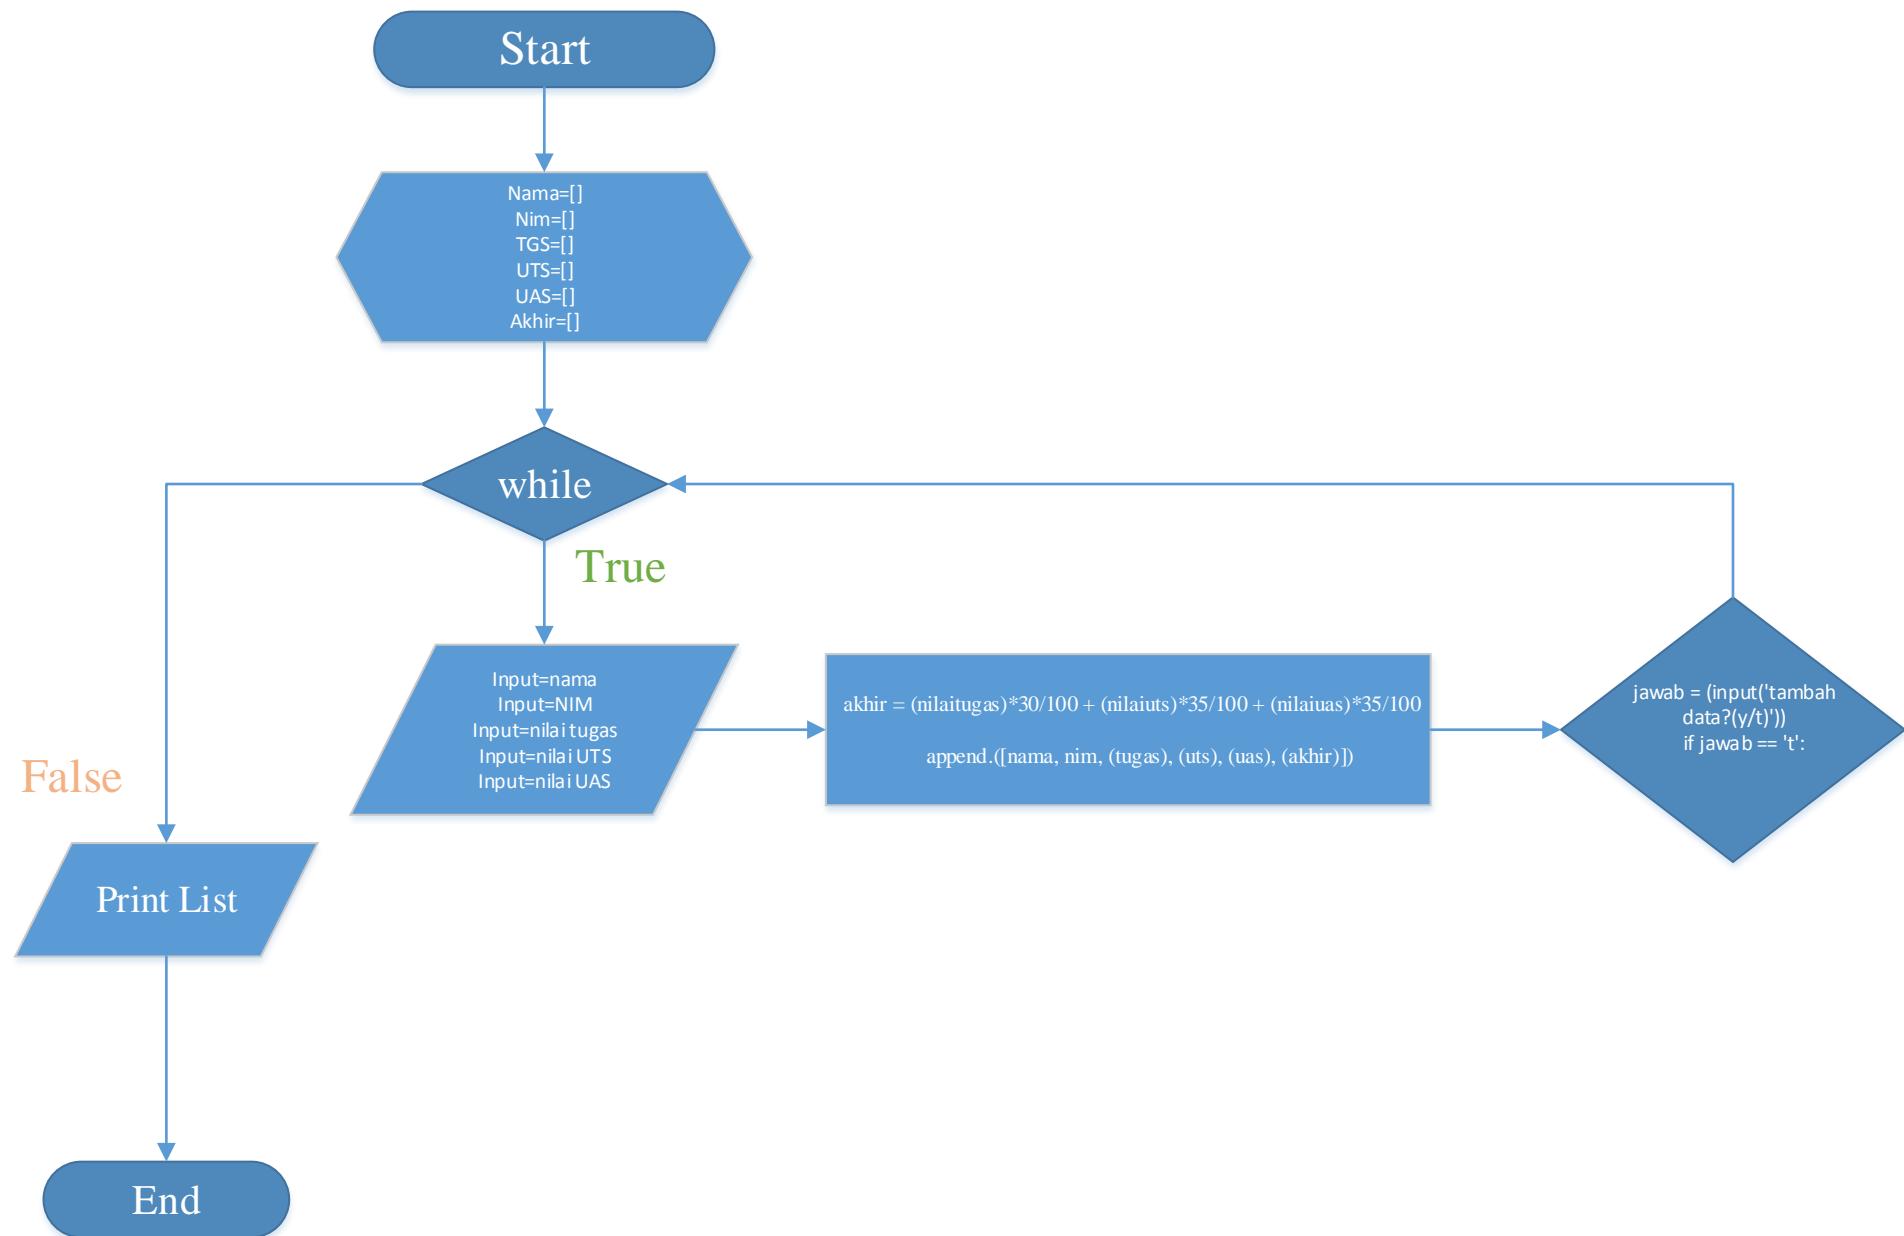 Start
Nama=[]
Nim=[]
TGS=[]
UTS=[]
UAS=[]
Akhir=[]
while
True
Input=nama
Input=NIM
Input=nilai tugas
Input=nilai UTS
Input=nilai UAS
akhir = (nilaitugas)*30/100 + (nilaiuts)*35/100 + (nilaiuas)*35/100
append.([nama, nim, (tugas), (uts), (uas), (akhir)])
jawab = (input('tambah
data?(y/t)'))
if jawab == 't':
False
Print List
End